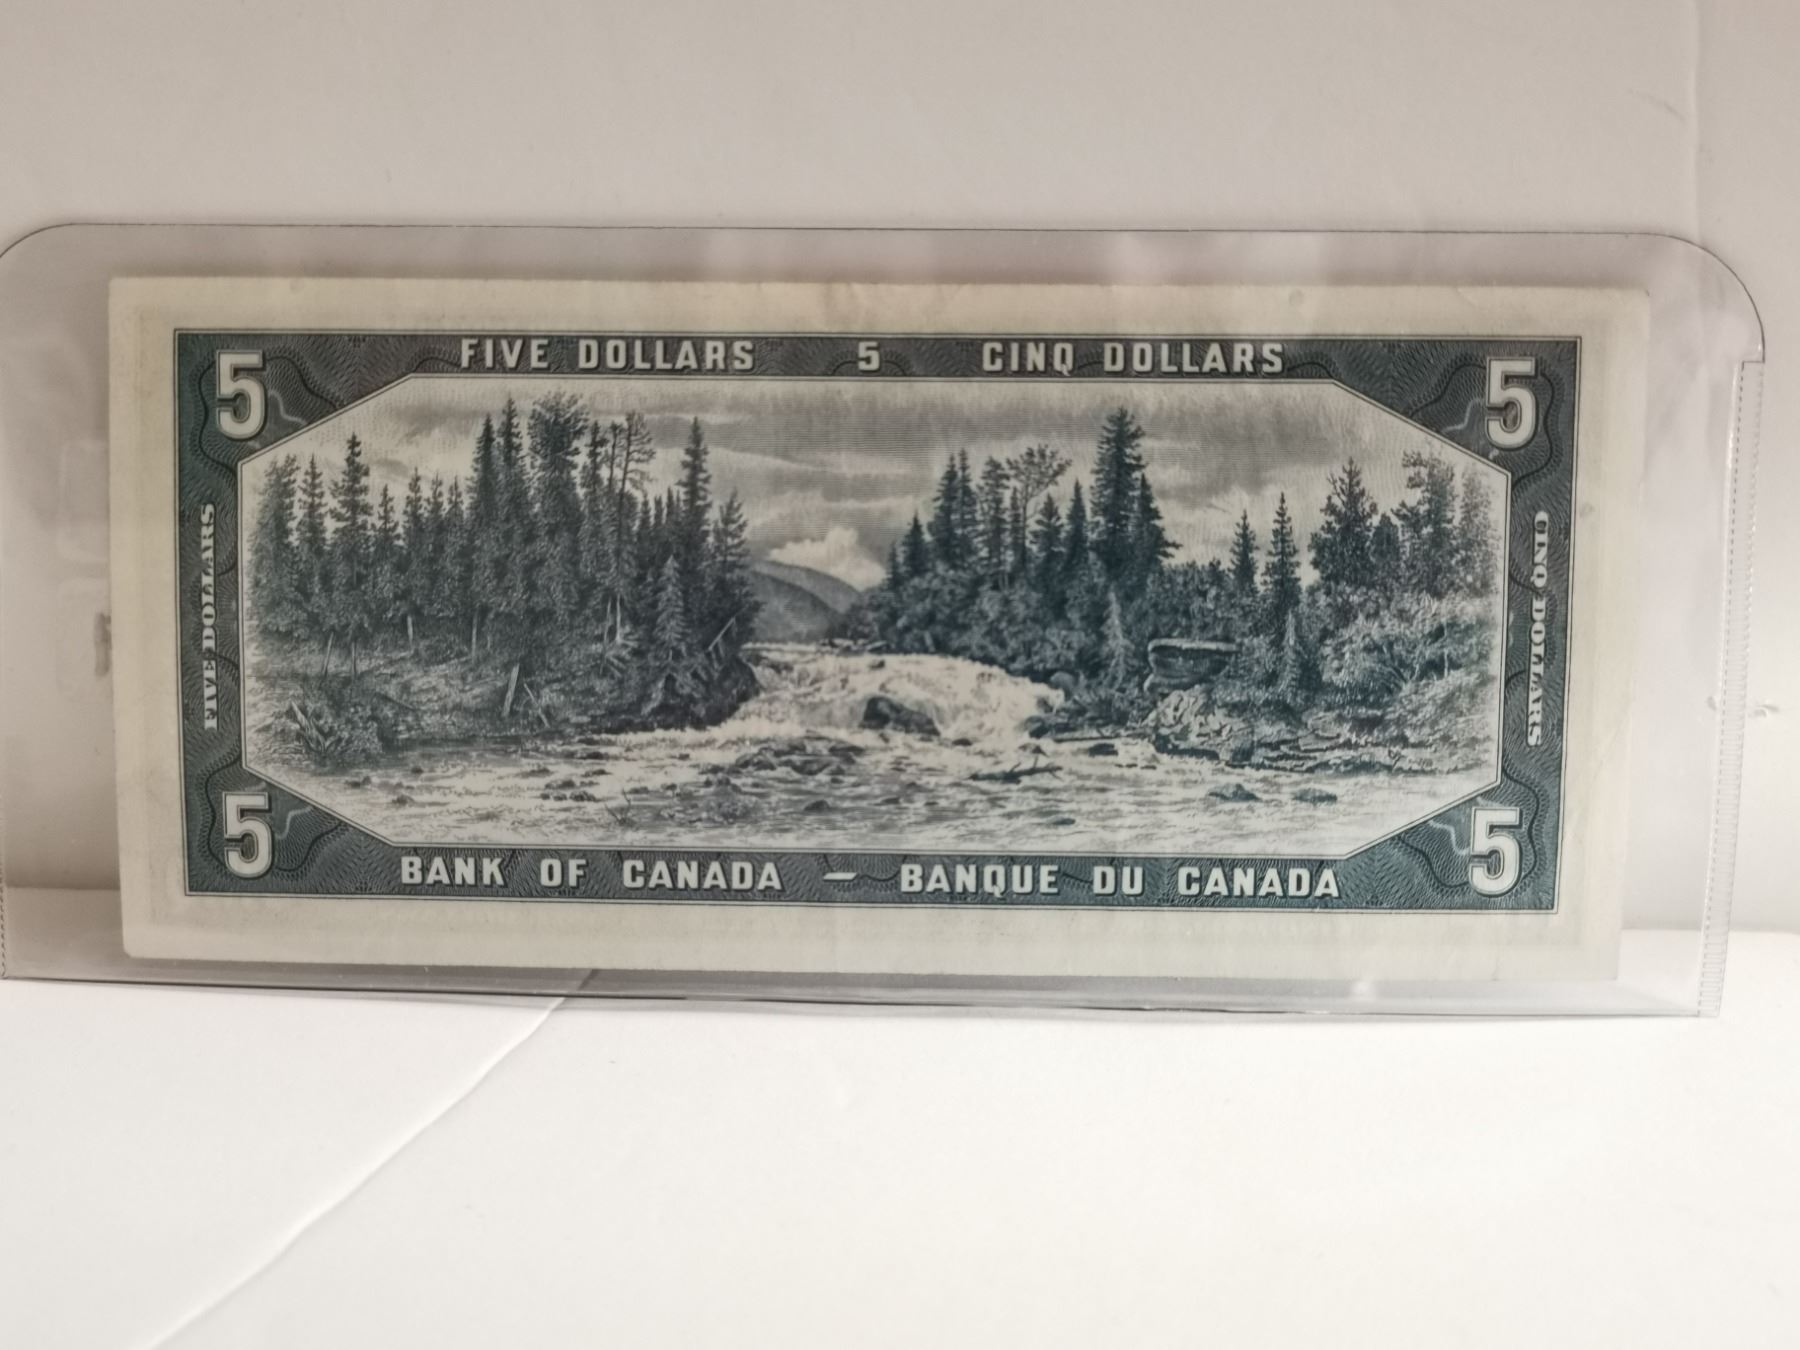 FIVE DOLLARS 5 CINQ DOLLARS
5
5
FIVE DOLLARS
CINQ DOLLARS
5
5
BANK OF CANADA – BANQUE DU CANADA